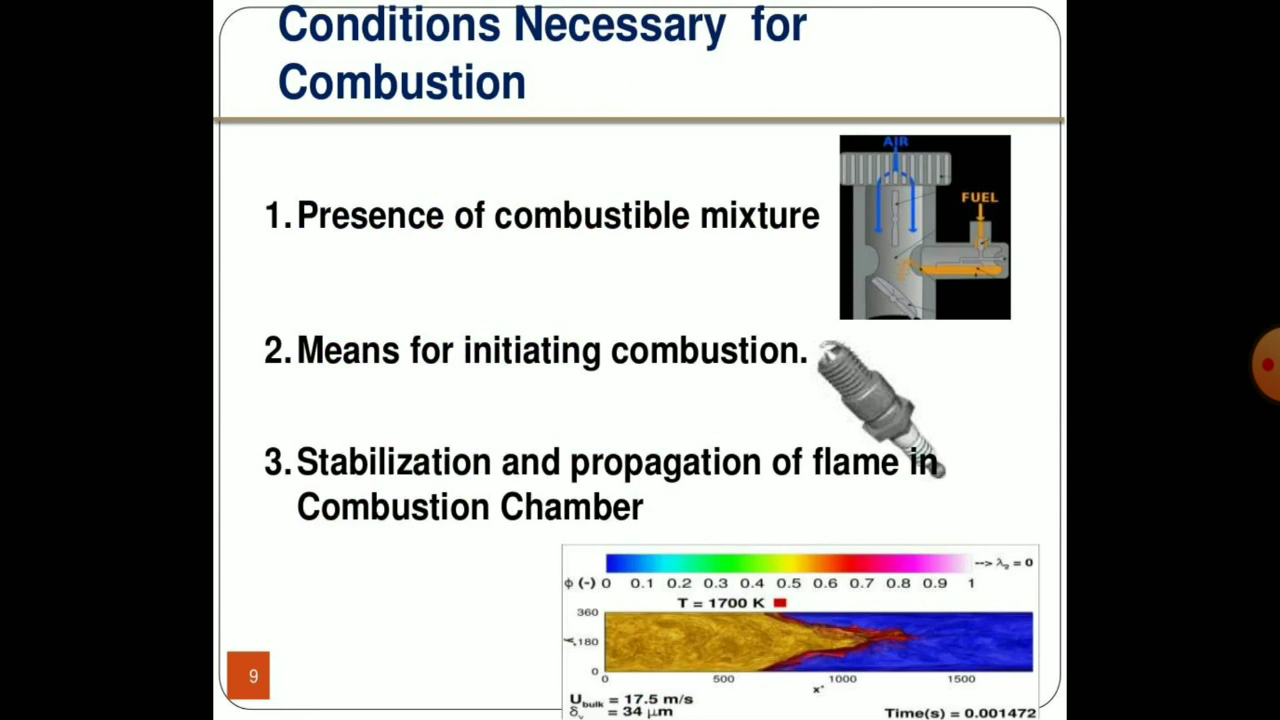 Conditions Necessary for
Combustion
AIR
1. Presence of combustible mixture
FUEL
2. Means for initiating combustion.
3. Stabilization and propagation of flame in
Combustion Chamber
--> λ₂ = 0
ϕ (-) 0 0.1 0.2 0.3 0.4 0.5 0.6 0.7 0.8 0.9 1
T = 1700 K
360
180
0
0 500 1000 1500
x⁺
U bulk = 17.5 m/s
δᵥ = 34 μm
Time(s) = 0.001472
9